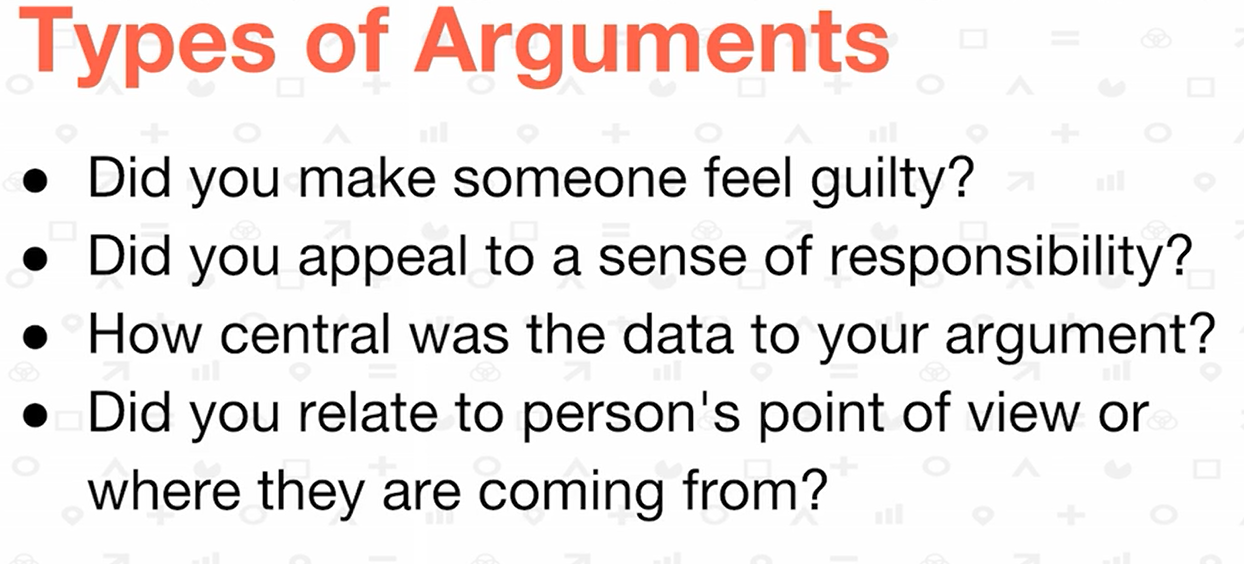 Types of Arguments
● Did you make someone feel guilty?
● Did you appeal to a sense of responsibility?
● How central was the data to your argument?
● Did you relate to person's point of view or
where they are coming from?